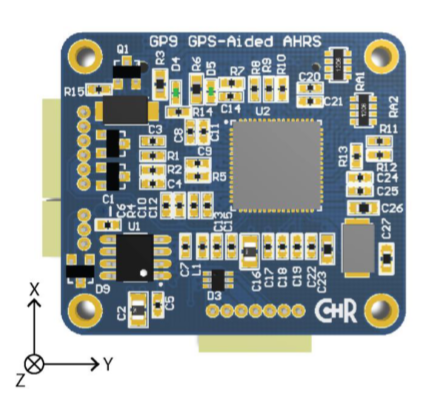 GP9 GPS-Aided AHRS
Q1
R3
D4
R6
D5
R7
R8
R9
R10
C20
C21
RA1
RA2
R15
C14
R14
U2
C3
C8
C11
R11
R1
C9
R13
R2
R5
R12
C4
C24
C25
C1
C6
R4
C10
C12
C13
C15
C26
U1
C27
C7
L1
C16
C17
C18
C19
C22
C23
D9
C2
C5
D3
CHR
X
Y
Z